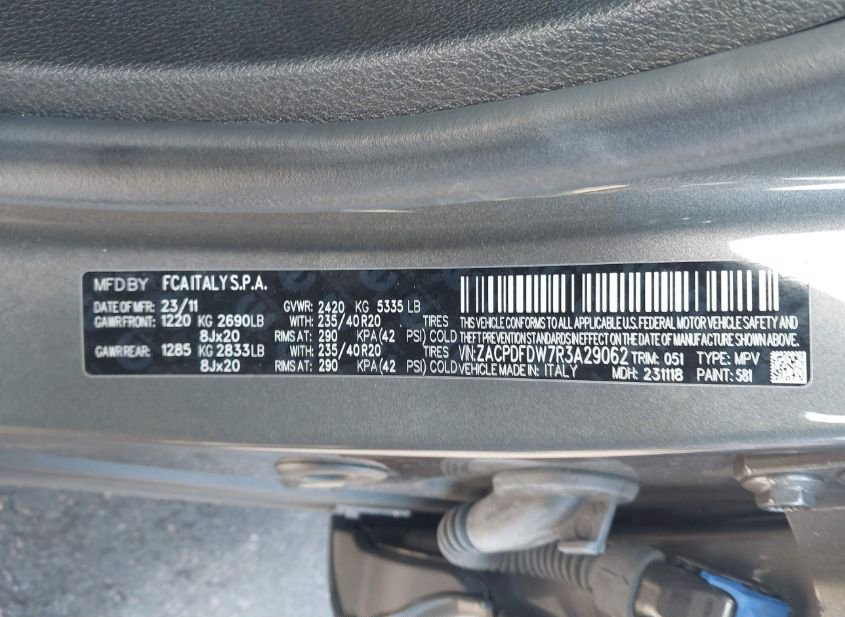 MFD BY FCA ITALY S.P.A.
DATE OF MFR: 23/11 GVWR: 2420 KG 5335 LB
GAWR FRONT: 1220 KG 2690LB WITH: 235/40R20 TIRES
8Jx20 RIMS AT: 290 KPA(42 PSI) COLD
GAWR REAR: 1285 KG 2833LB WITH: 235/40R20 TIRES
8Jx20 RIMS AT: 290 KPA(42 PSI) COLD
THIS VEHICLE CONFORMS TO ALL APPLICABLE U.S. FEDERAL MOTOR VEHICLE SAFETY, BUMPER, AND
THEFT PREVENTION STANDARDS IN EFFECT ON THE DATE OF MANUFACTURE SHOWN ABOVE.
VIN: ZACPDFDW7R3A29062 TRIM: 051 TYPE: MPV
VEHICLE MADE IN: ITALY MDH: 231118 PAINT: 581